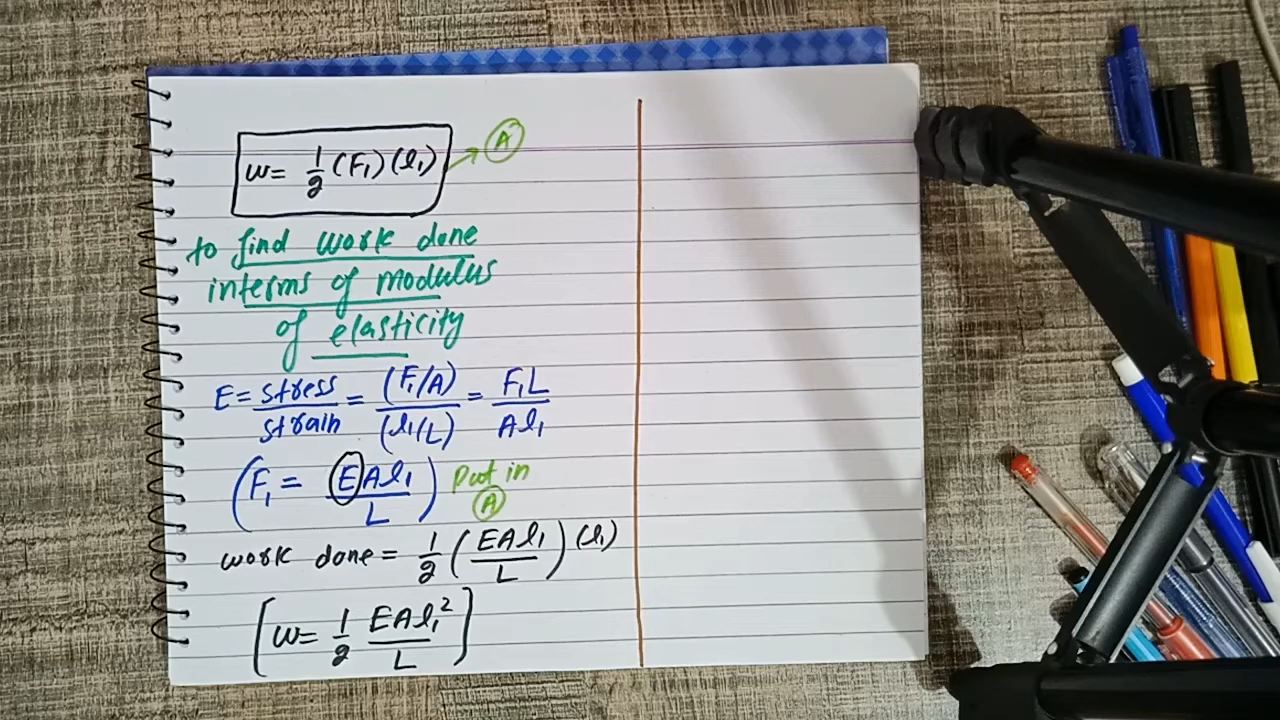 W = 1/2 (F₁) (l₁) → A
to find work done
interms of modulus
of elasticity
E = stress/strain = (F₁/A)/(l₁/L) = F₁L/Al₁
(F₁ = EAl₁/L) Put in A
work done = 1/2 (EAl₁/L) (l₁)
[W = 1/2 EAl₁²/L]